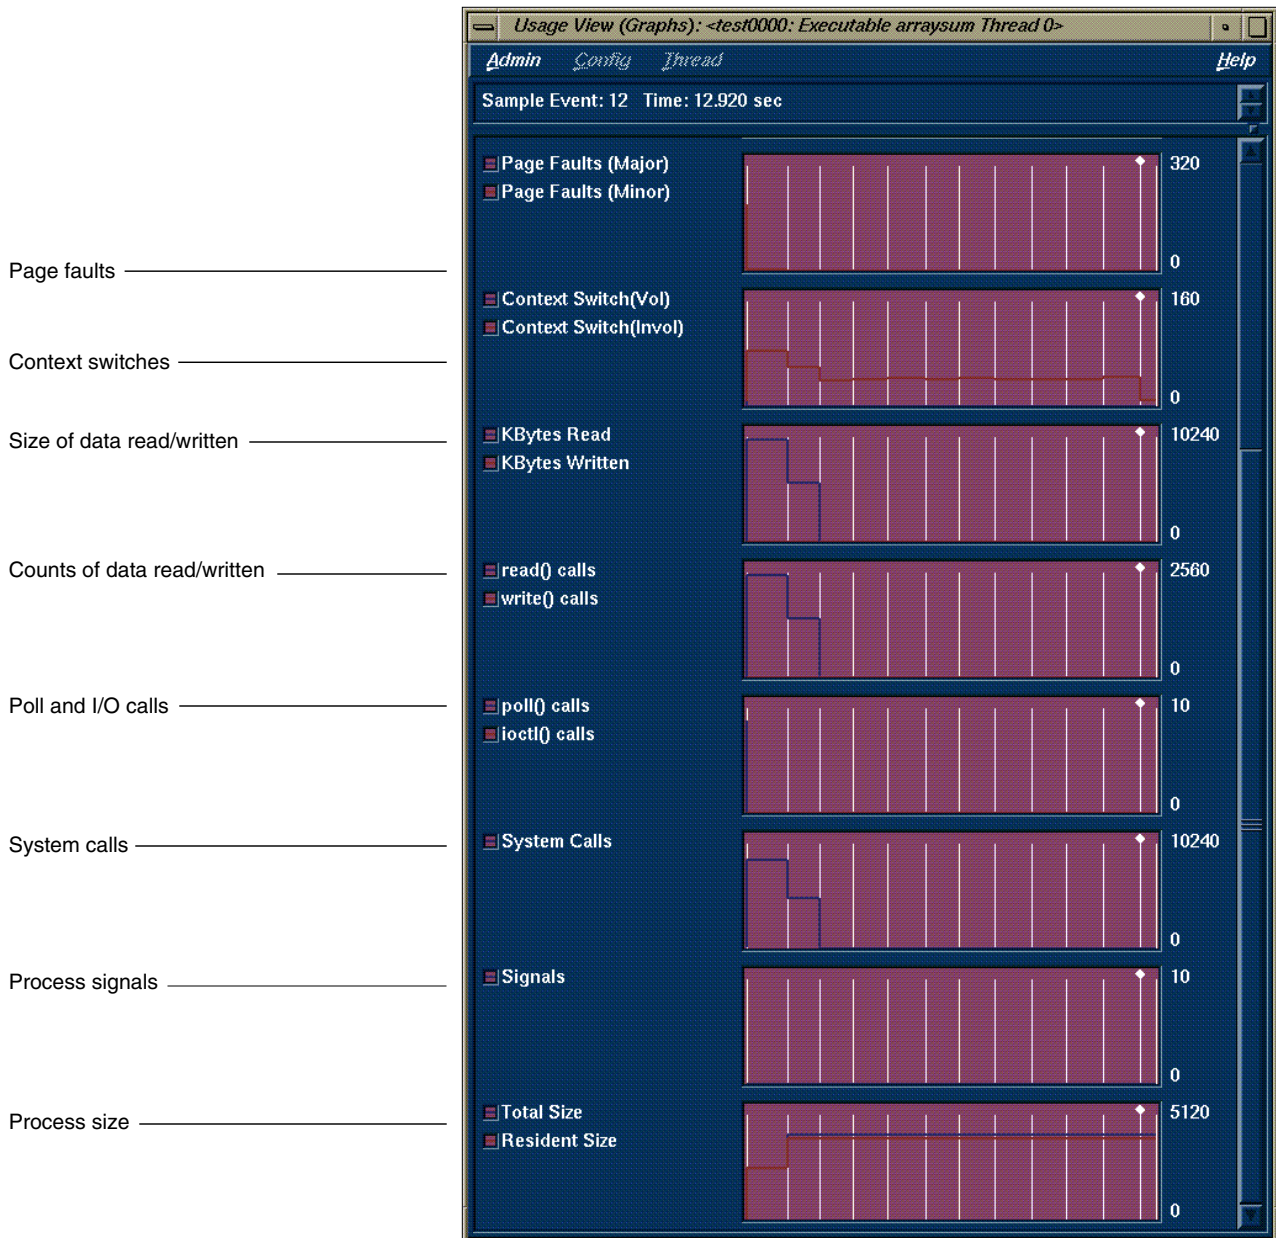 Usage View (Graphs): <test0000: Executable arraysum Thread 0>
Admin Config Thread Help
Sample Event: 12 Time: 12.920 sec
Page Faults (Major) 320
Page Faults (Minor)
Page faults 0
Context Switch(Vol) 160
Context Switch(Invol)
Context switches
0
Size of data read/written KBytes Read 10240
KBytes Written
0
Counts of data read/written read() calls 2560
write() calls
0
Poll and I/O calls poll() calls 10
ioctl() calls
0
System calls System Calls 10240
0
Process signals Signals 10
0
Process size Total Size 5120
Resident Size
0